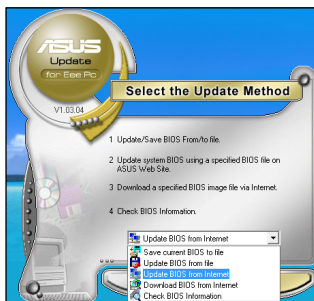 ASUS
Update
for Eee Pc
V1.03.04
Select the Update Method
1 Update/Save BIOS From/to file.
2 Update system BIOS using a specified BIOS file on
ASUS Web Site.
3 Download a specified BIOS image file via Internet.
4 Check BIOS Information.
Update BIOS from Internet
Save current BIOS to file
Update BIOS from file
Update BIOS from Internet
Download BIOS from Internet
Check BIOS Information